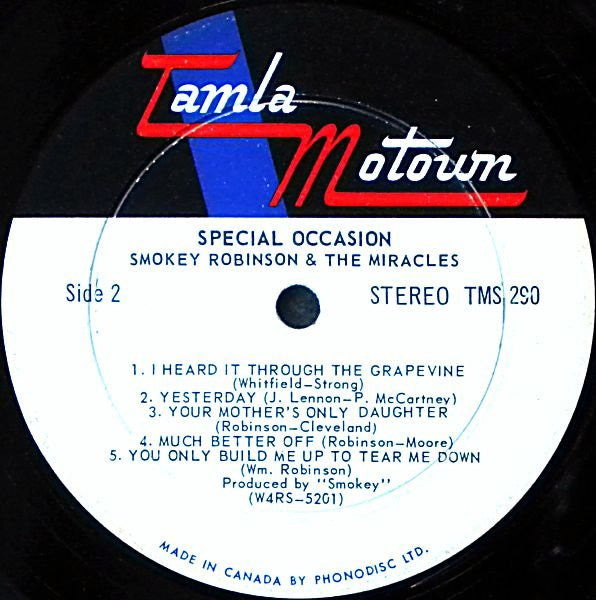 Tamla
Motown
SPECIAL OCCASION
SMOKEY ROBINSON & THE MIRACLES
Side 2
STEREO TMS 290
1. I HEARD IT THROUGH THE GRAPEVINE
(Whitfield-Strong)
2. YESTERDAY (J. Lennon-P. McCartney)
3. YOUR MOTHER'S ONLY DAUGHTER
(Robinson-Cleveland)
4. MUCH BETTER OFF (Robinson-Moore)
5. YOU ONLY BUILD ME UP TO TEAR ME DOWN
(Wm. Robinson)
Produced by "Smokey"
(W4RS-5201)
MADE IN CANADA BY PHONODISC LTD.